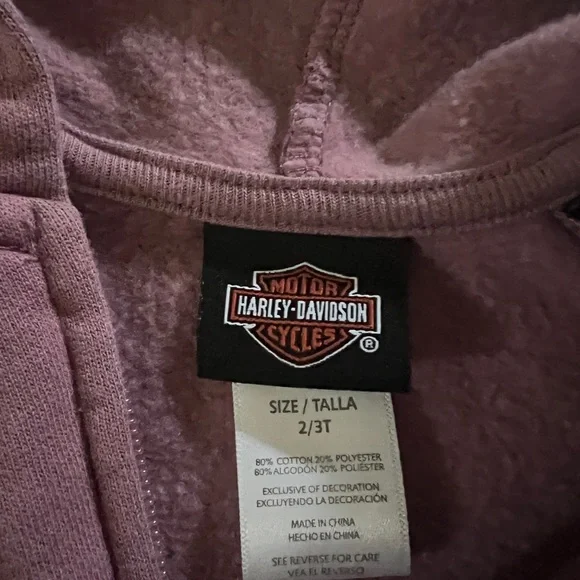 MOTOR
HARLEY-DAVIDSON
CYCLES
®
SIZE / TALLA
2/3T
80% COTTON 20% POLYESTER
80% ALGODÓN 20% POLIÉSTER
EXCLUSIVE OF DECORATION
EXCLUYENDO LA DECORACIÓN
MADE IN CHINA
HECHO EN CHINA
SEE REVERSE FOR CARE
VEA EL REVERSO